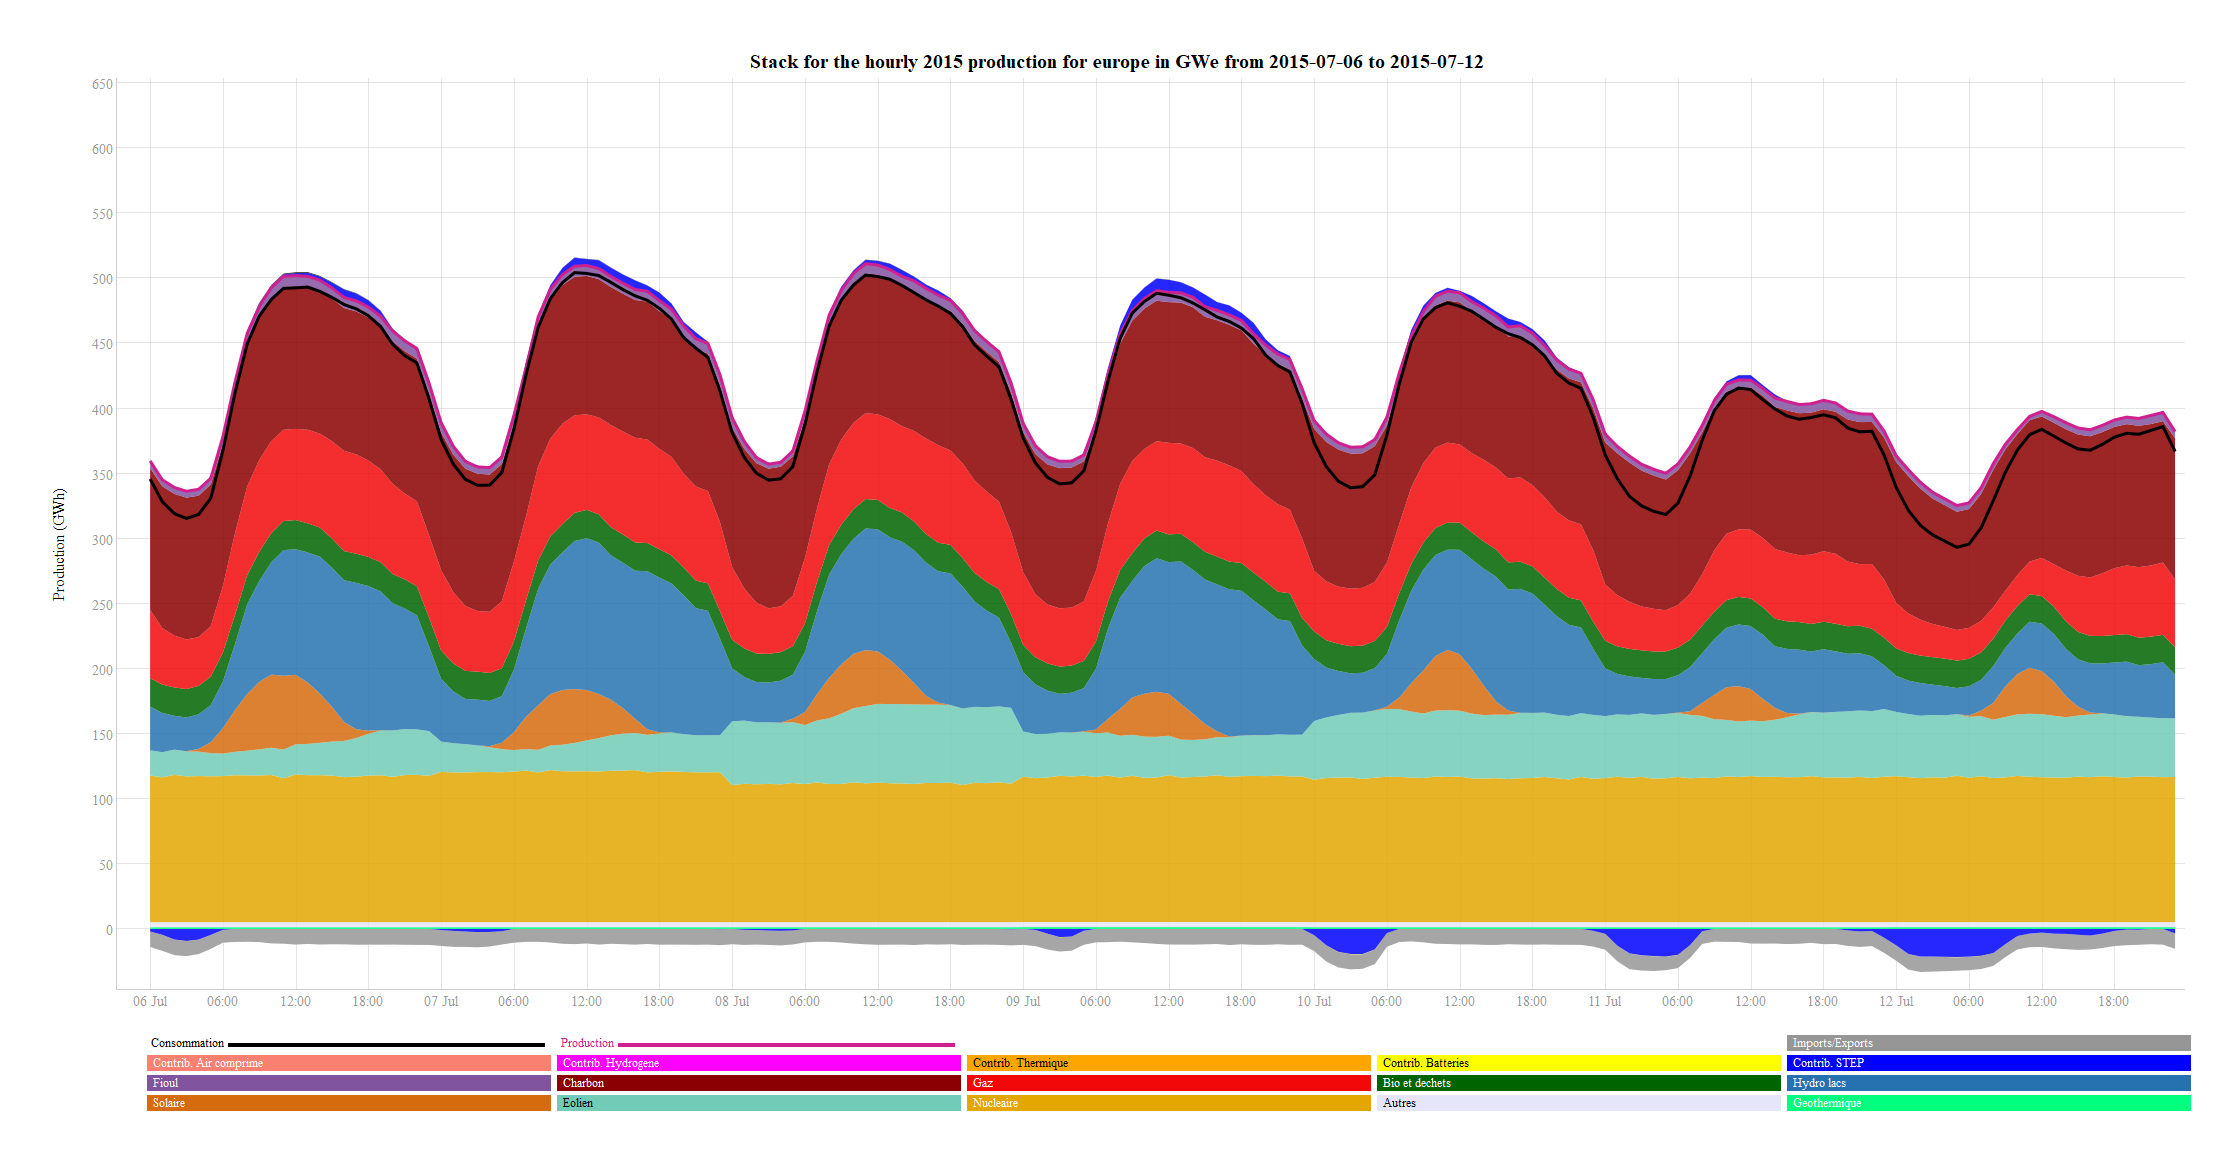 Stack for the hourly 2015 production for europe in GWe from 2015-07-06 to 2015-07-12
650
600
550
500
450
400
350
300
250
200
150
100
50
0
Production (GWh)
06 Jul 06:00 12:00 18:00 07 Jul 06:00 12:00 18:00 08 Jul 06:00 12:00 18:00 09 Jul 06:00 12:00 18:00 10 Jul 06:00 12:00 18:00 11 Jul 06:00 12:00 18:00 12 Jul 06:00 12:00 18:00
Consommation Production Imports/Exports
Contrib. Air comprime Contrib. Hydrogene Contrib. Thermique Contrib. Batteries Contrib. STEP
Fioul Charbon Gaz Bio et dechets Hydro lacs
Solaire Eolien Nucleaire Autres Geothermique